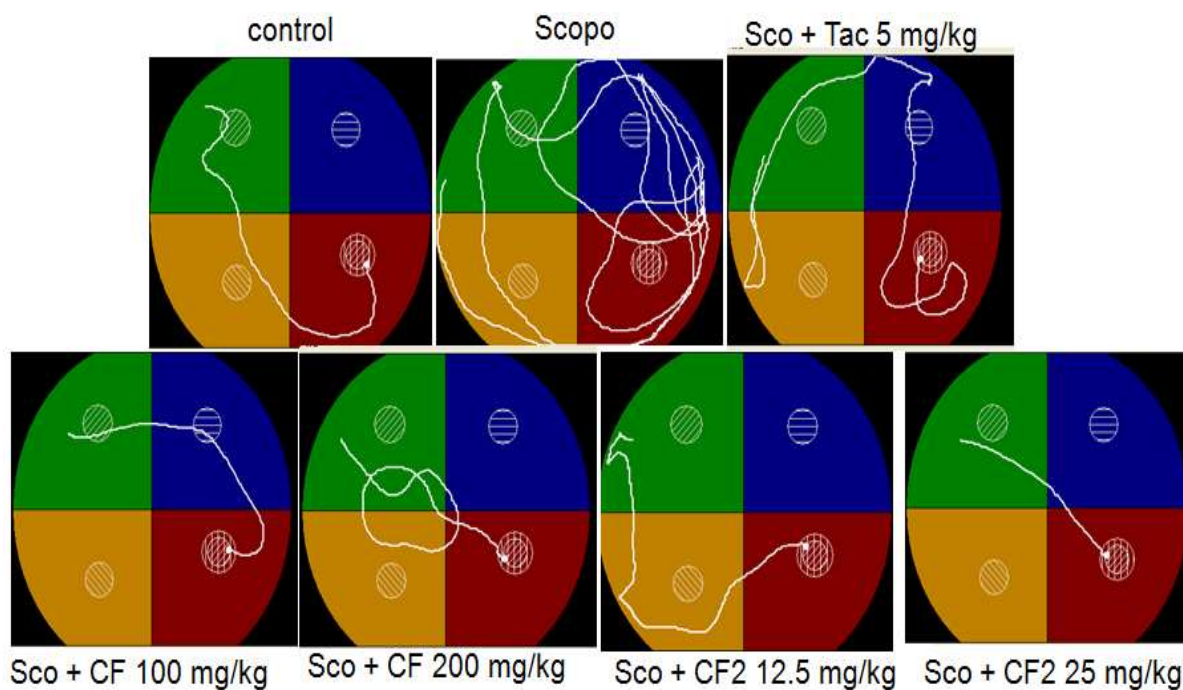 control
Scopo
Sco + Tac 5 mg/kg
Sco + CF 100 mg/kg
Sco + CF 200 mg/kg
Sco + CF2 12.5 mg/kg
Sco + CF2 25 mg/kg